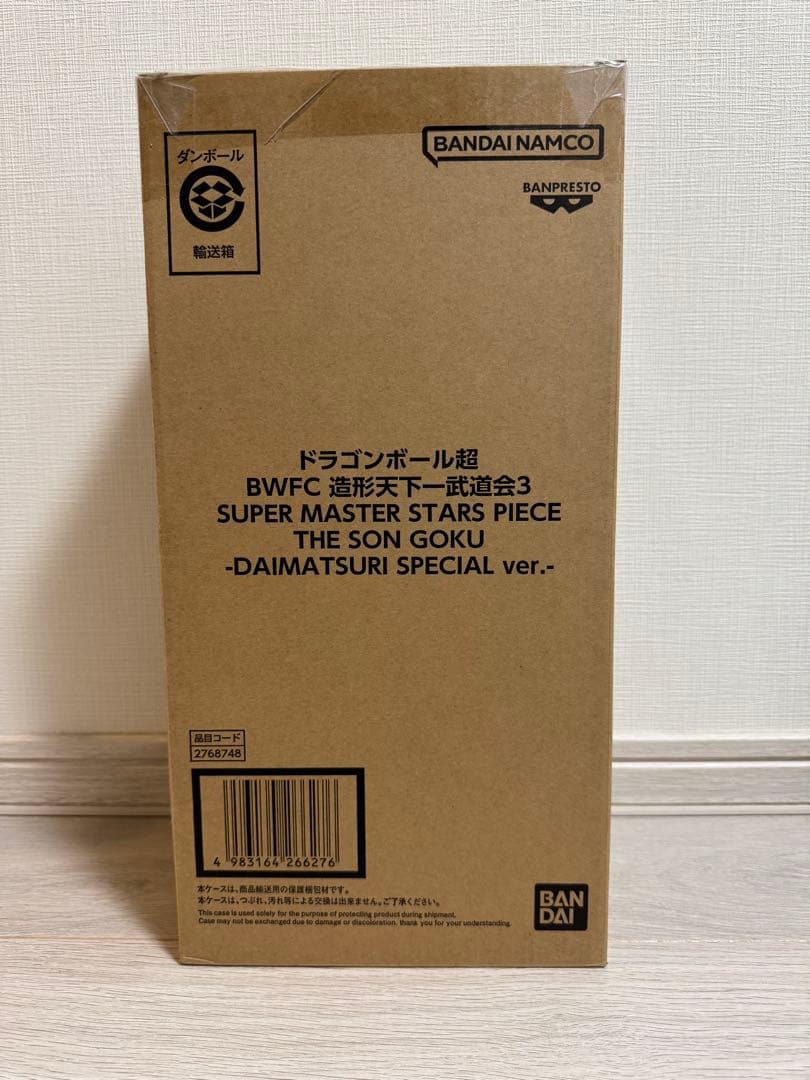 ダンボール
輸送箱
BANDAI NAMCO
BANPRESTO
ドラゴンボール超
BWFC 造形天下一武道会3
SUPER MASTER STARS PIECE
THE SON GOKU
-DAIMATSURI SPECIAL ver.-
品目コード
2768748
4 983164 266276
本ケースは、商品輸送用の保護梱包材です。
本ケースは、つぶれ、汚れ等による交換は出来ません。ご了承ください。
This case is used solely for the purpose of protecting product during shipment.
Case may not be exchanged due to damage or discoloration. thank you for your understanding.
BAN
DAI